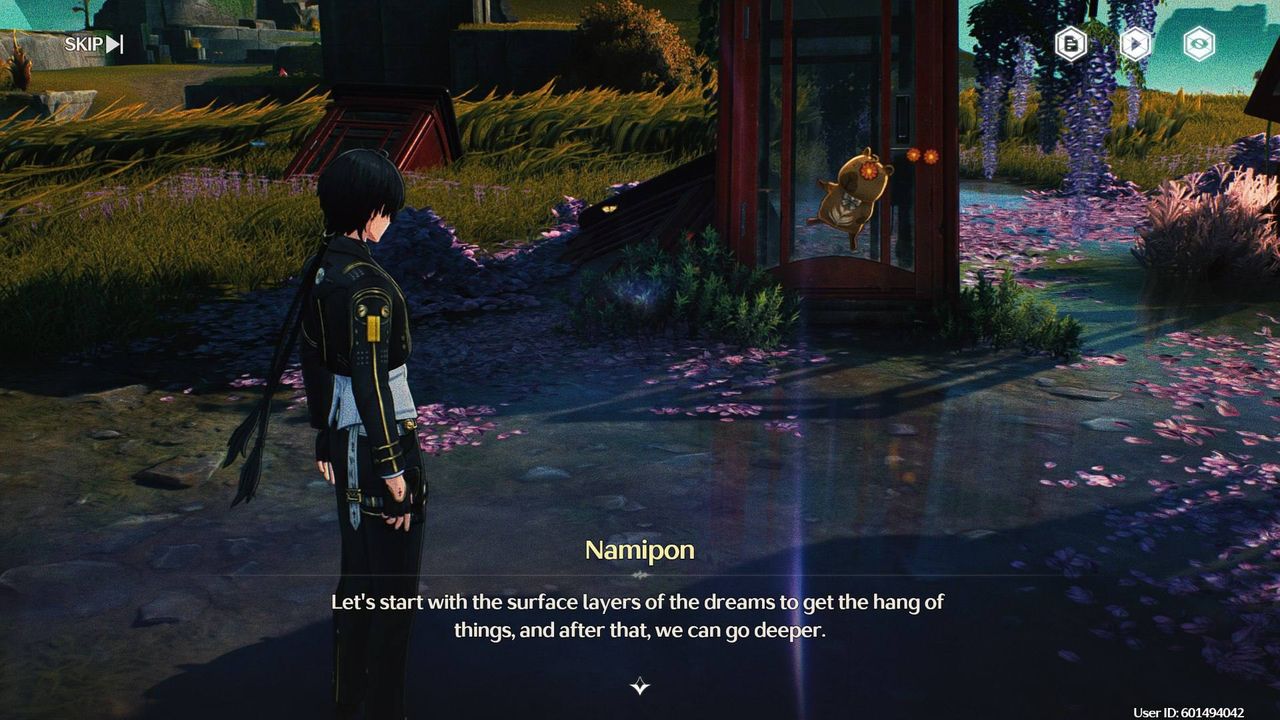 SKIP
Namipon
Let's start with the surface layers of the dreams to get the hang of
things, and after that, we can go deeper.
User ID: 601494042